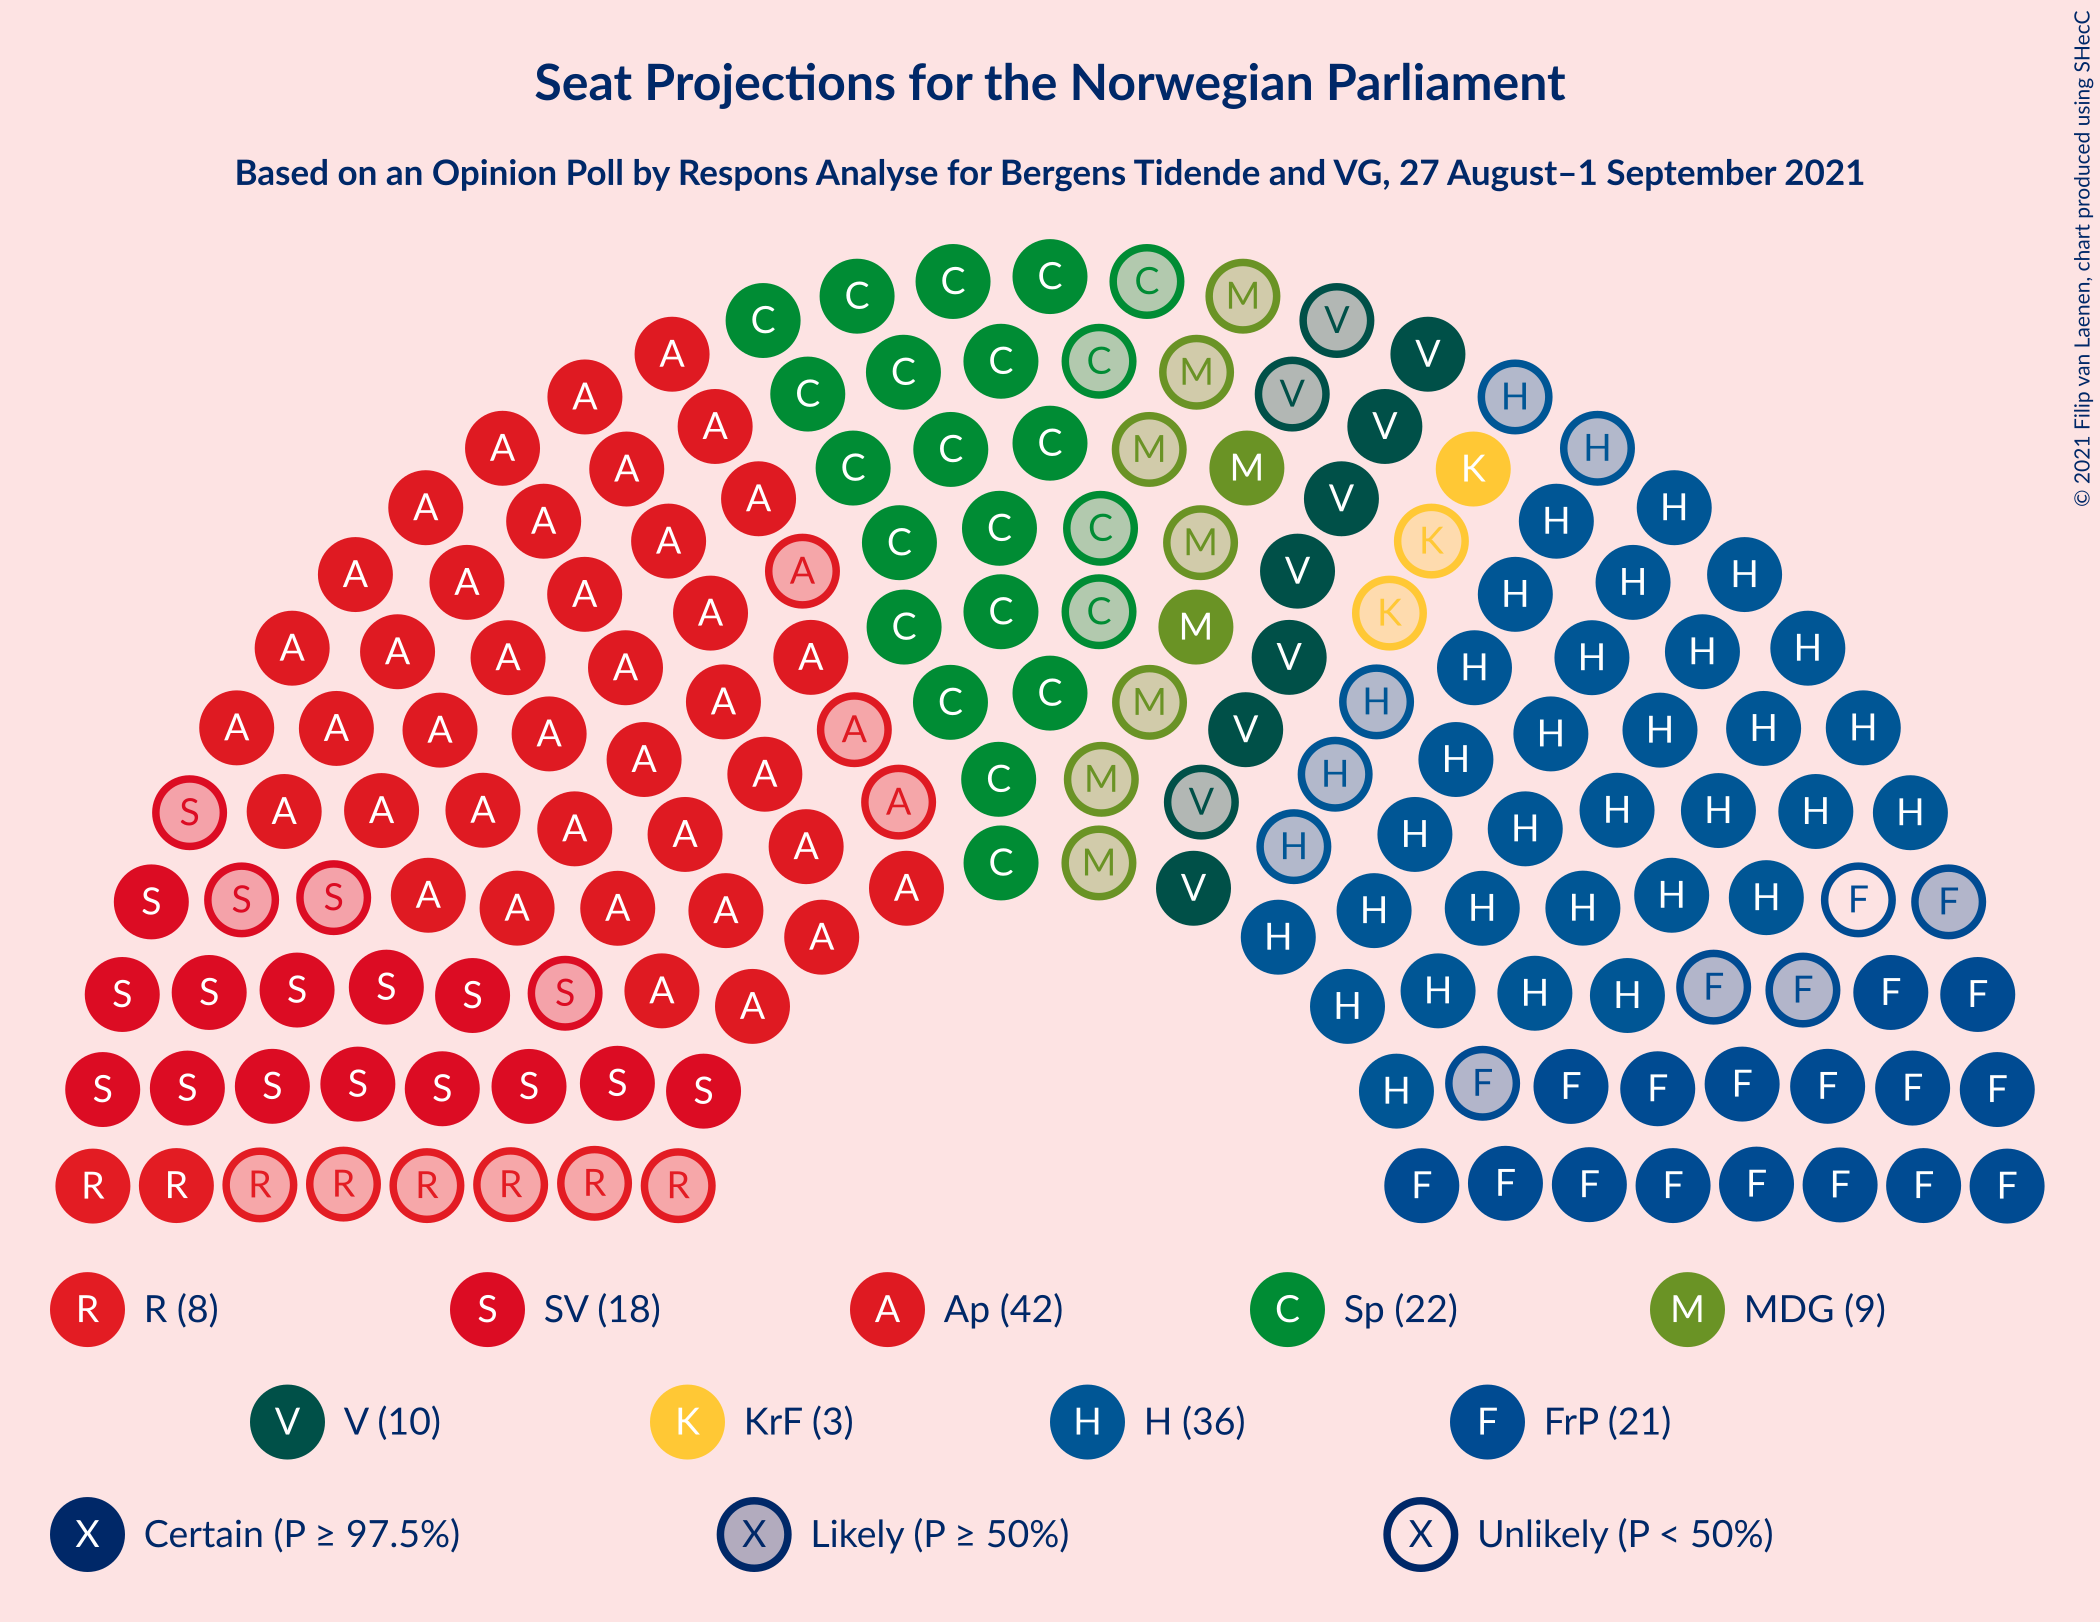 Seat Projections for the Norwegian Parliament
Based on an Opinion Poll by Respons Analyse for Bergens Tidende and VG, 27 August–1 September 2021
© 2021 Filip van Laenen, chart produced using SHecC
C C C C C M V V
A C C C C M V V H
A A C C C M M V K H
A A A C C C M V K H H
A A A A C C C M V K H H H
A A A A A A C C M V H H H H H
A A A A A A A C M V H H H H H H
S A A A A A A A C M V H H H H H H H
S S S A A A A A A V H H H H H H F F
S S S S S S A A H H H H F F F F
S S S S S S S S H F F F F F F F
R R R R R R R R F F F F F F F F
R R (8) S SV (18) A Ap (42) C Sp (22) M MDG (9)
V V (10) K KrF (3) H H (36) F FrP (21)
X Certain (P ≥ 97.5%) X Likely (P ≥ 50%) X Unlikely (P < 50%)